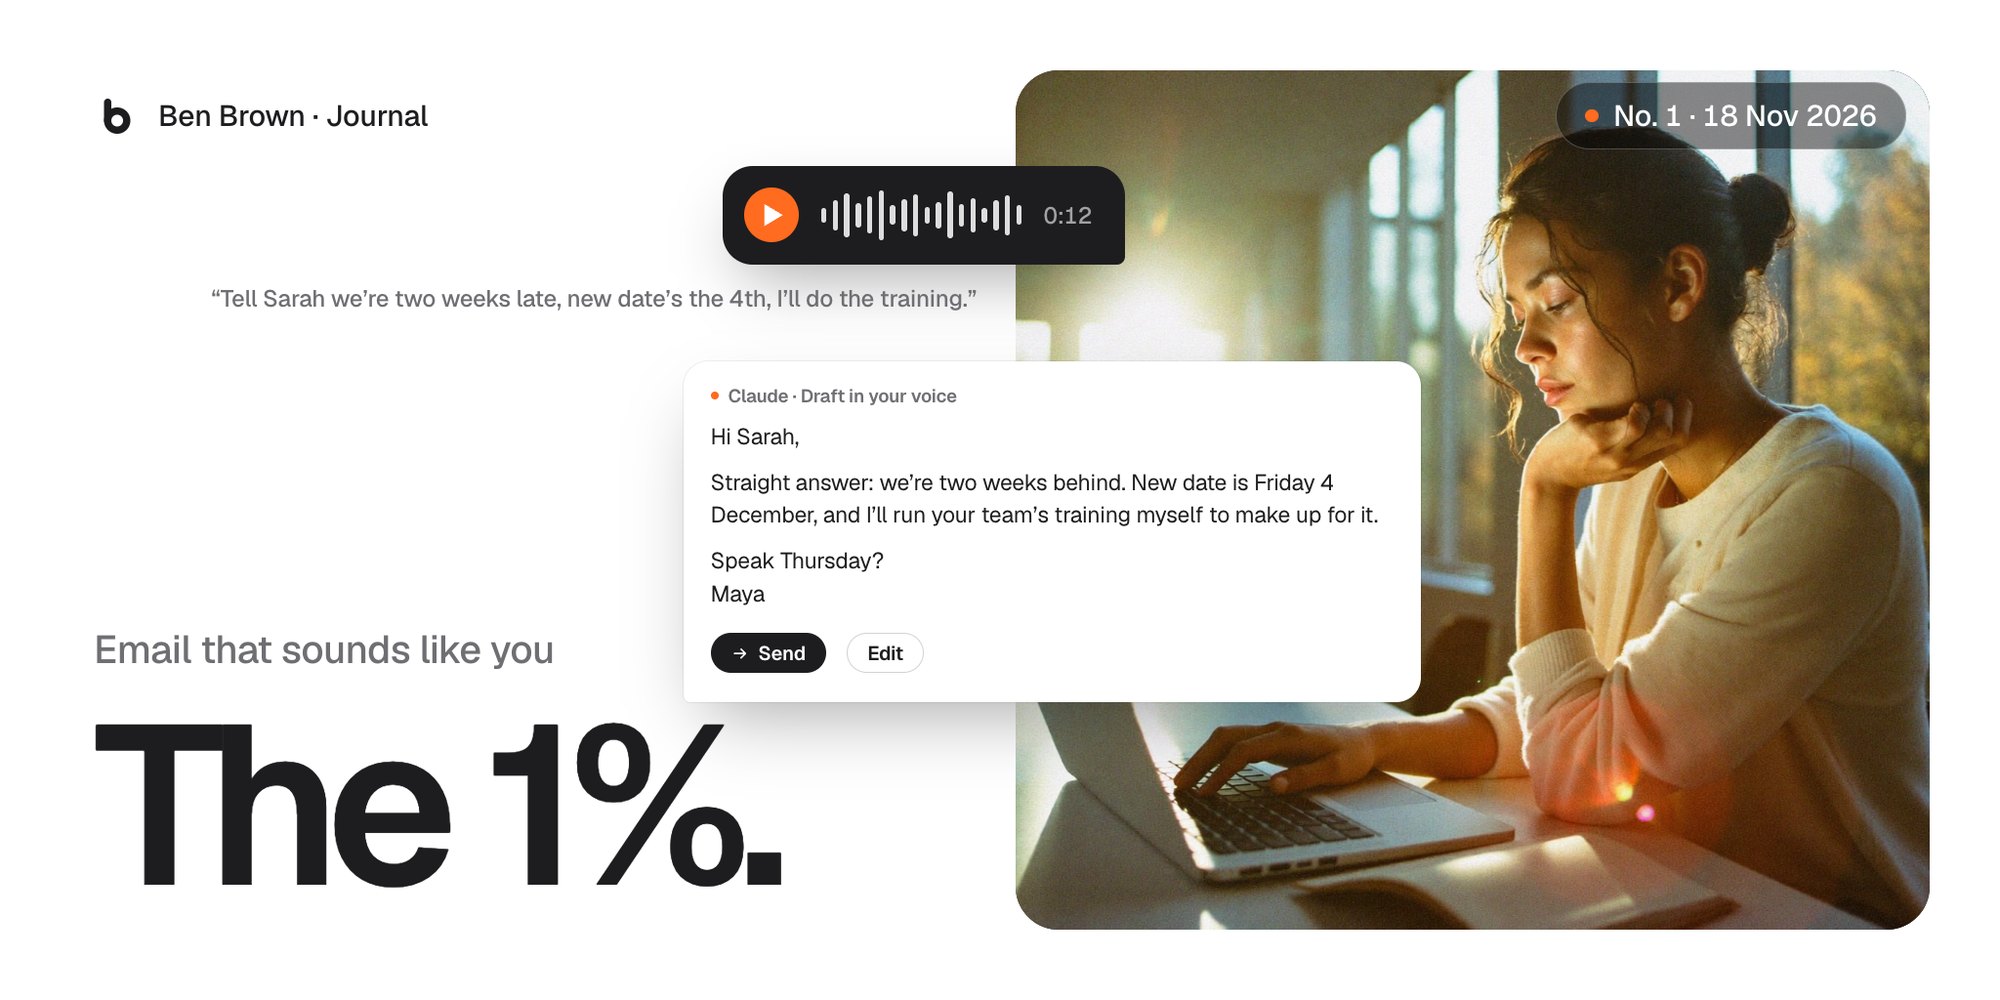 Ben Brown · Journal
No. 1 · 18 Nov 2026
0:12
“Tell Sarah we’re two weeks late, new date’s the 4th, I’ll do the training.”
Claude · Draft in your voice
Hi Sarah,
Straight answer: we’re two weeks behind. New date is Friday 4
December, and I’ll run your team’s training myself to make up for it.
Speak Thursday?
Maya
→ Send
Edit
Email that sounds like you
The 1%.